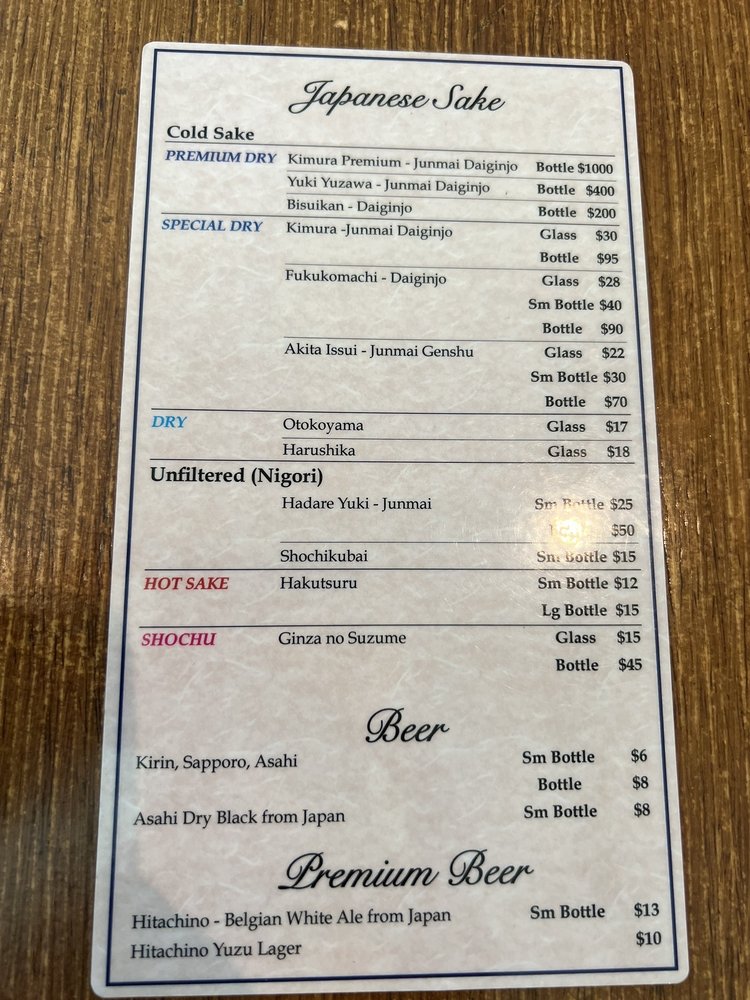 Japanese Sake
Cold Sake
PREMIUM DRY Kimura Premium - Junmai Daiginjo Bottle $1000
Yuki Yuzawa - Junmai Daiginjo Bottle $400
Bisuikan - Daiginjo Bottle $200
SPECIAL DRY Kimura -Junmai Daiginjo Glass $30
Bottle $95
Fukukomachi - Daiginjo Glass $28
Sm Bottle $40
Bottle $90
Akita Issui - Junmai Genshu Glass $22
Sm Bottle $30
Bottle $70
DRY Otokoyama Glass $17
Harushika Glass $18
Unfiltered (Nigori)
Hadare Yuki - Junmai Sm Bottle $25
$50
Shochikubai Sm Bottle $15
HOT SAKE Hakutsuru Sm Bottle $12
Lg Bottle $15
SHOCHU Ginza no Suzume Glass $15
Bottle $45
Beer
Kirin, Sapporo, Asahi Sm Bottle $6
Bottle $8
Asahi Dry Black from Japan Sm Bottle $8
Premium Beer
Hitachino - Belgian White Ale from Japan Sm Bottle $13
Hitachino Yuzu Lager $10